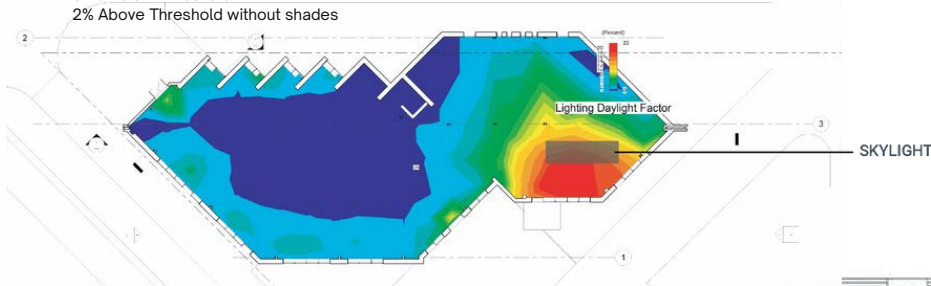 2% Above Threshold without shades
2
(Percent)
22
Lighting Daylight Factor
3
SKYLIGHT
1